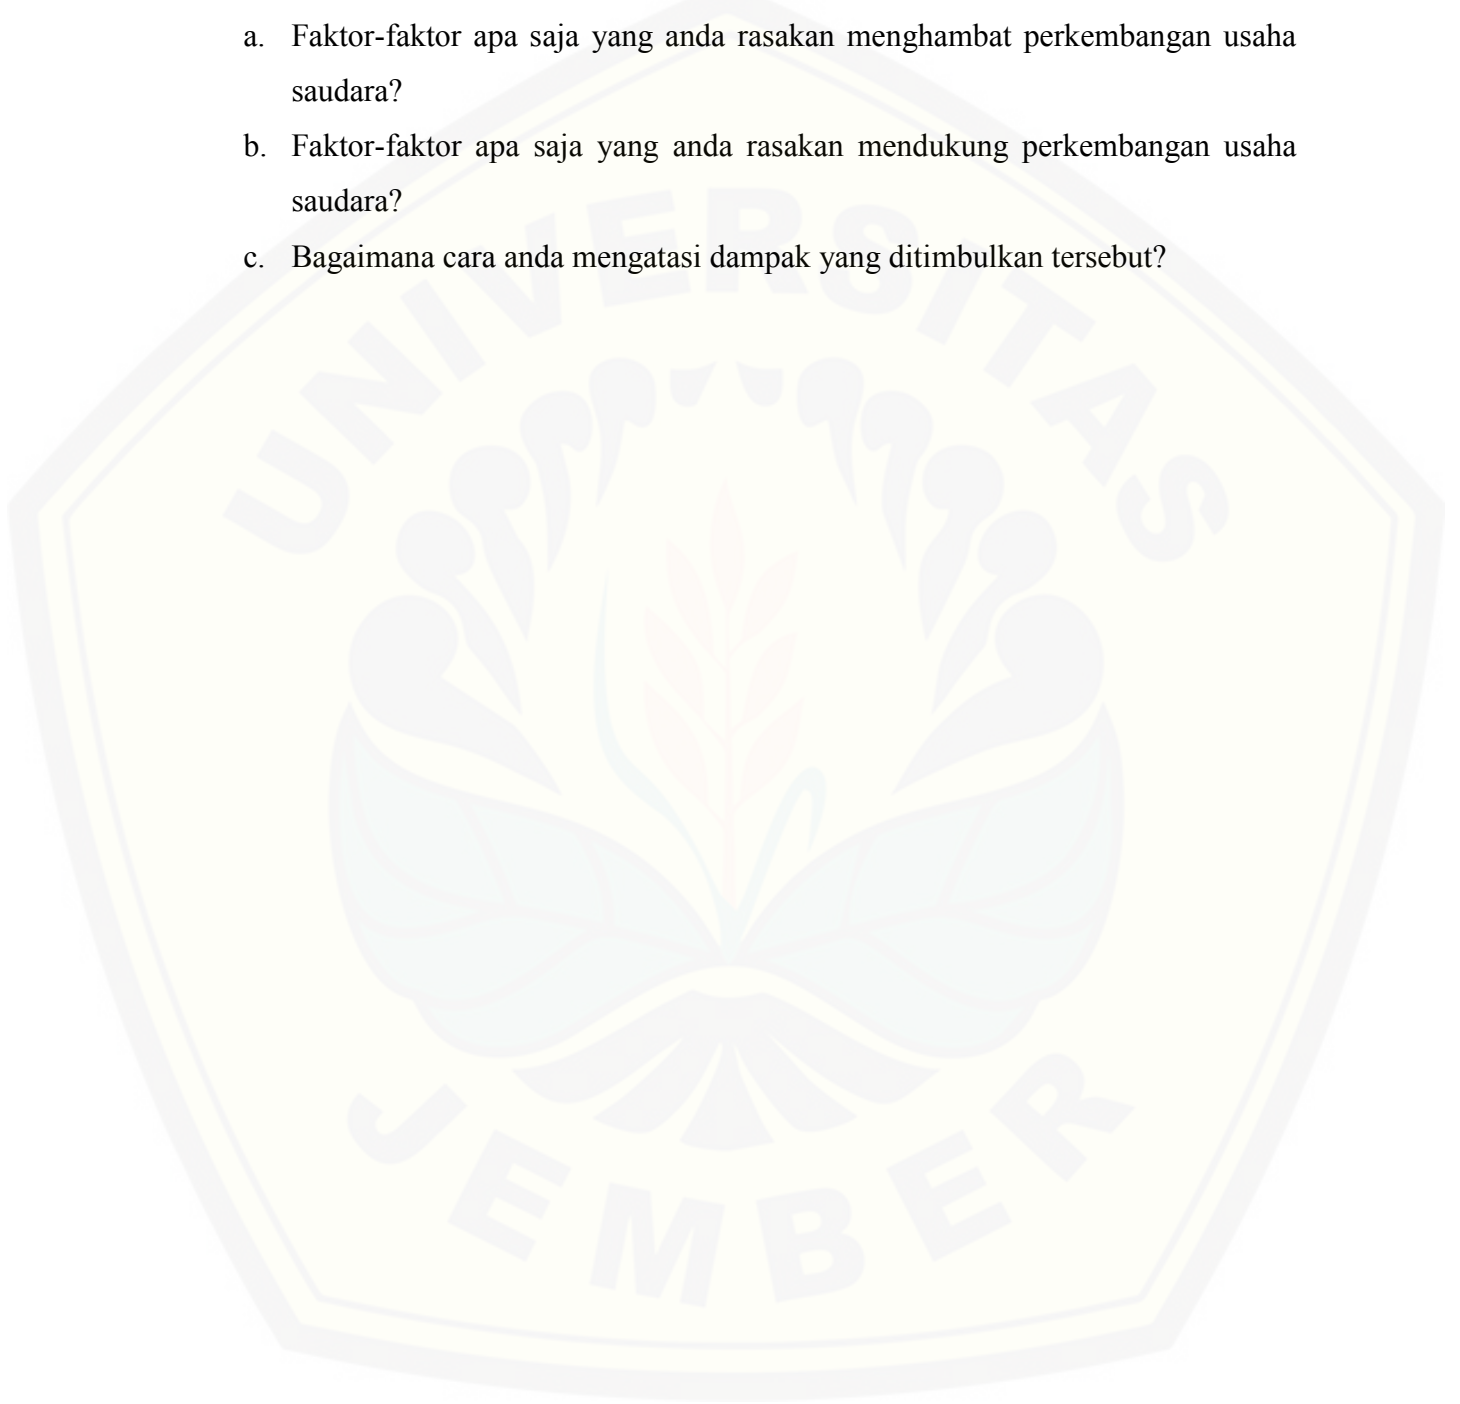 a. Faktor-faktor apa saja yang anda rasakan menghambat perkembangan usaha
saudara?
b. Faktor-faktor apa saja yang anda rasakan mendukung perkembangan usaha
saudara?
c. Bagaimana cara anda mengatasi dampak yang ditimbulkan tersebut?
UNIVERSITAS
JEMBER